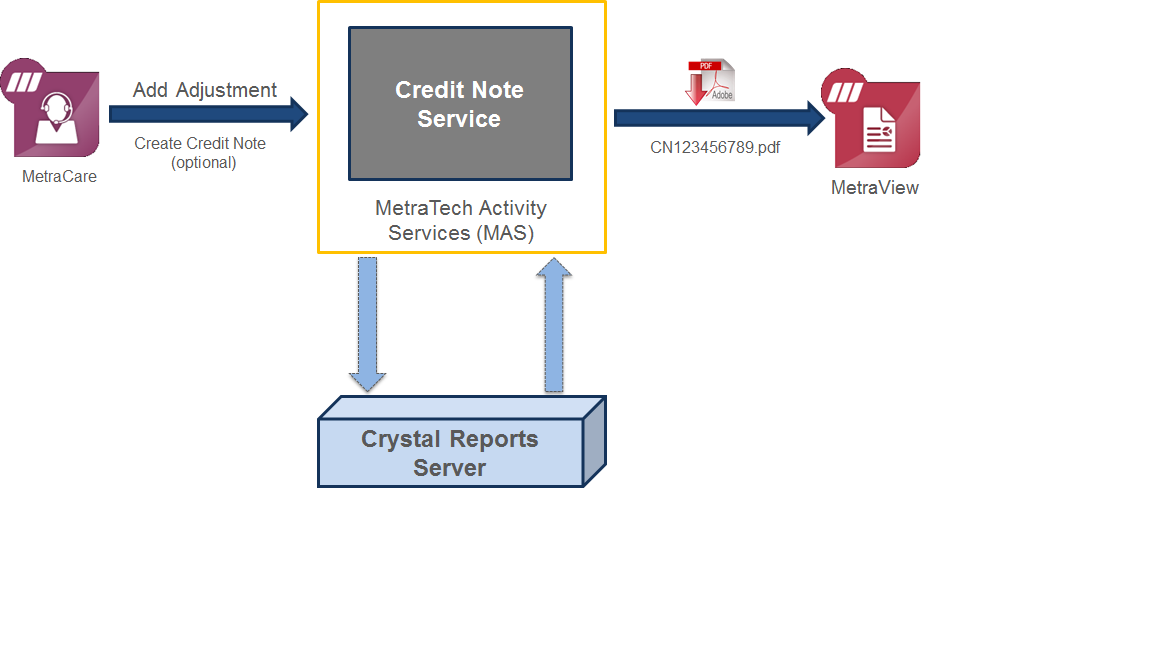 MetraCare
Add Adjustment
Create Credit Note
(optional)
Credit Note
Service
MetraTech Activity
Services (MAS)
PDF
Adobe
CN123456789.pdf
MetraView
Crystal Reports
Server